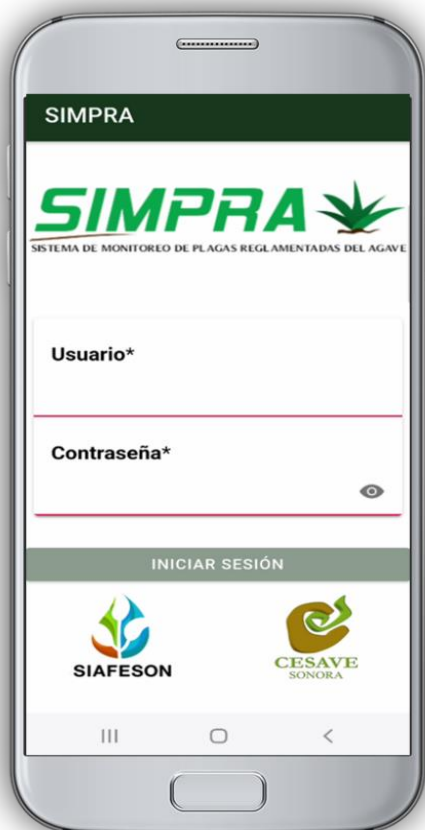 SIMPRA
SIMPRA
SISTEMA DE MONITOREO DE PLAGAS REGLAMENTADAS DEL AGAVE
Usuario*
Contraseña*
INICIAR SESIÓN
SIAFESON
CESAVE
SONORA